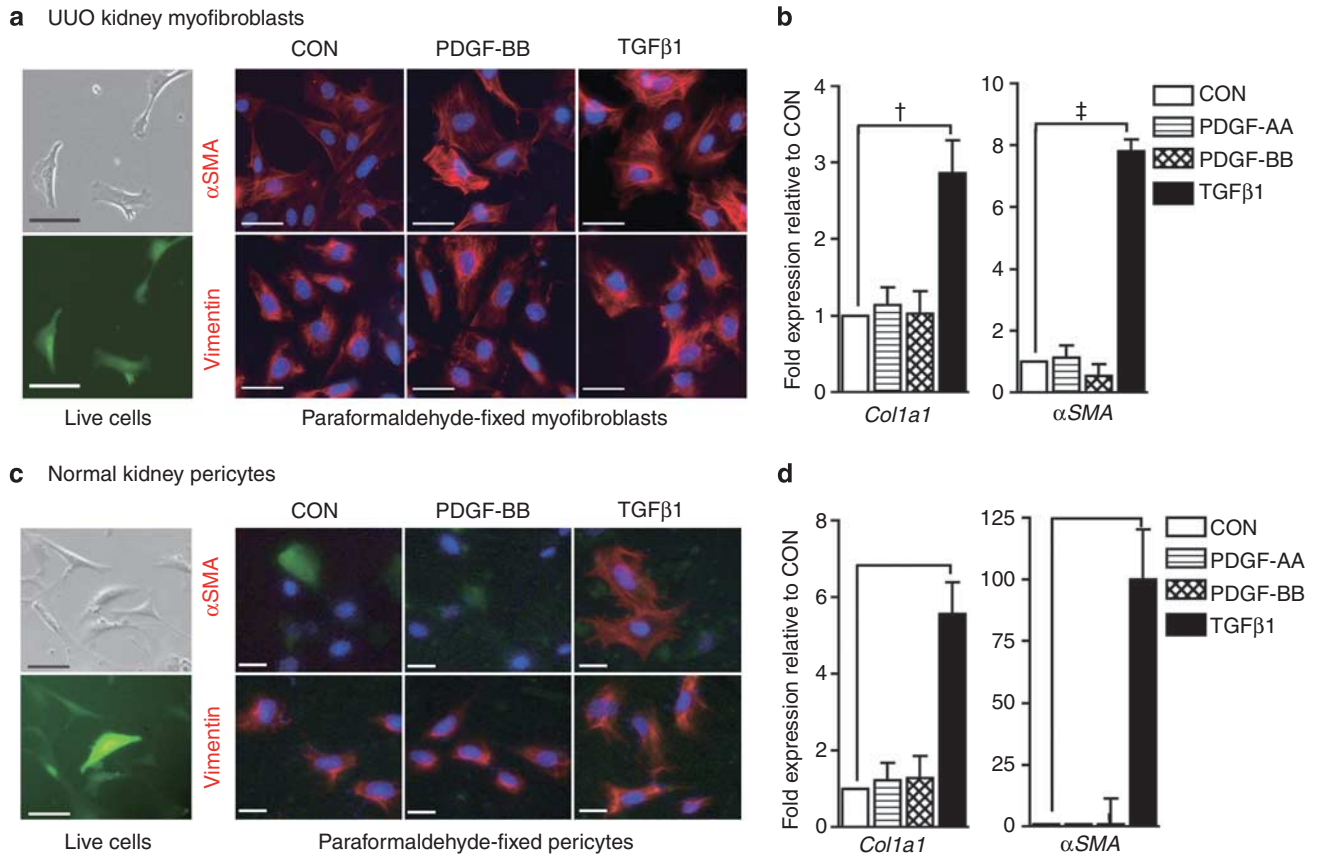 a UUO kidney myofibroblasts
CON PDGF-BB TGFβ1
αSMA
Vimentin
Live cells Paraformaldehyde-fixed myofibroblasts
b
Fold expression relative to CON
4
3
2
1
0
†
Col1a1
10
8
6
4
2
0
‡
αSMA
CON
PDGF-AA
PDGF-BB
TGFβ1
c Normal kidney pericytes
CON PDGF-BB TGFβ1
αSMA
Vimentin
Live cells Paraformaldehyde-fixed pericytes
d
Fold expression relative to CON
8
6
4
2
0
Col1a1
125
100
75
50
25
0
αSMA
CON
PDGF-AA
PDGF-BB
TGFβ1